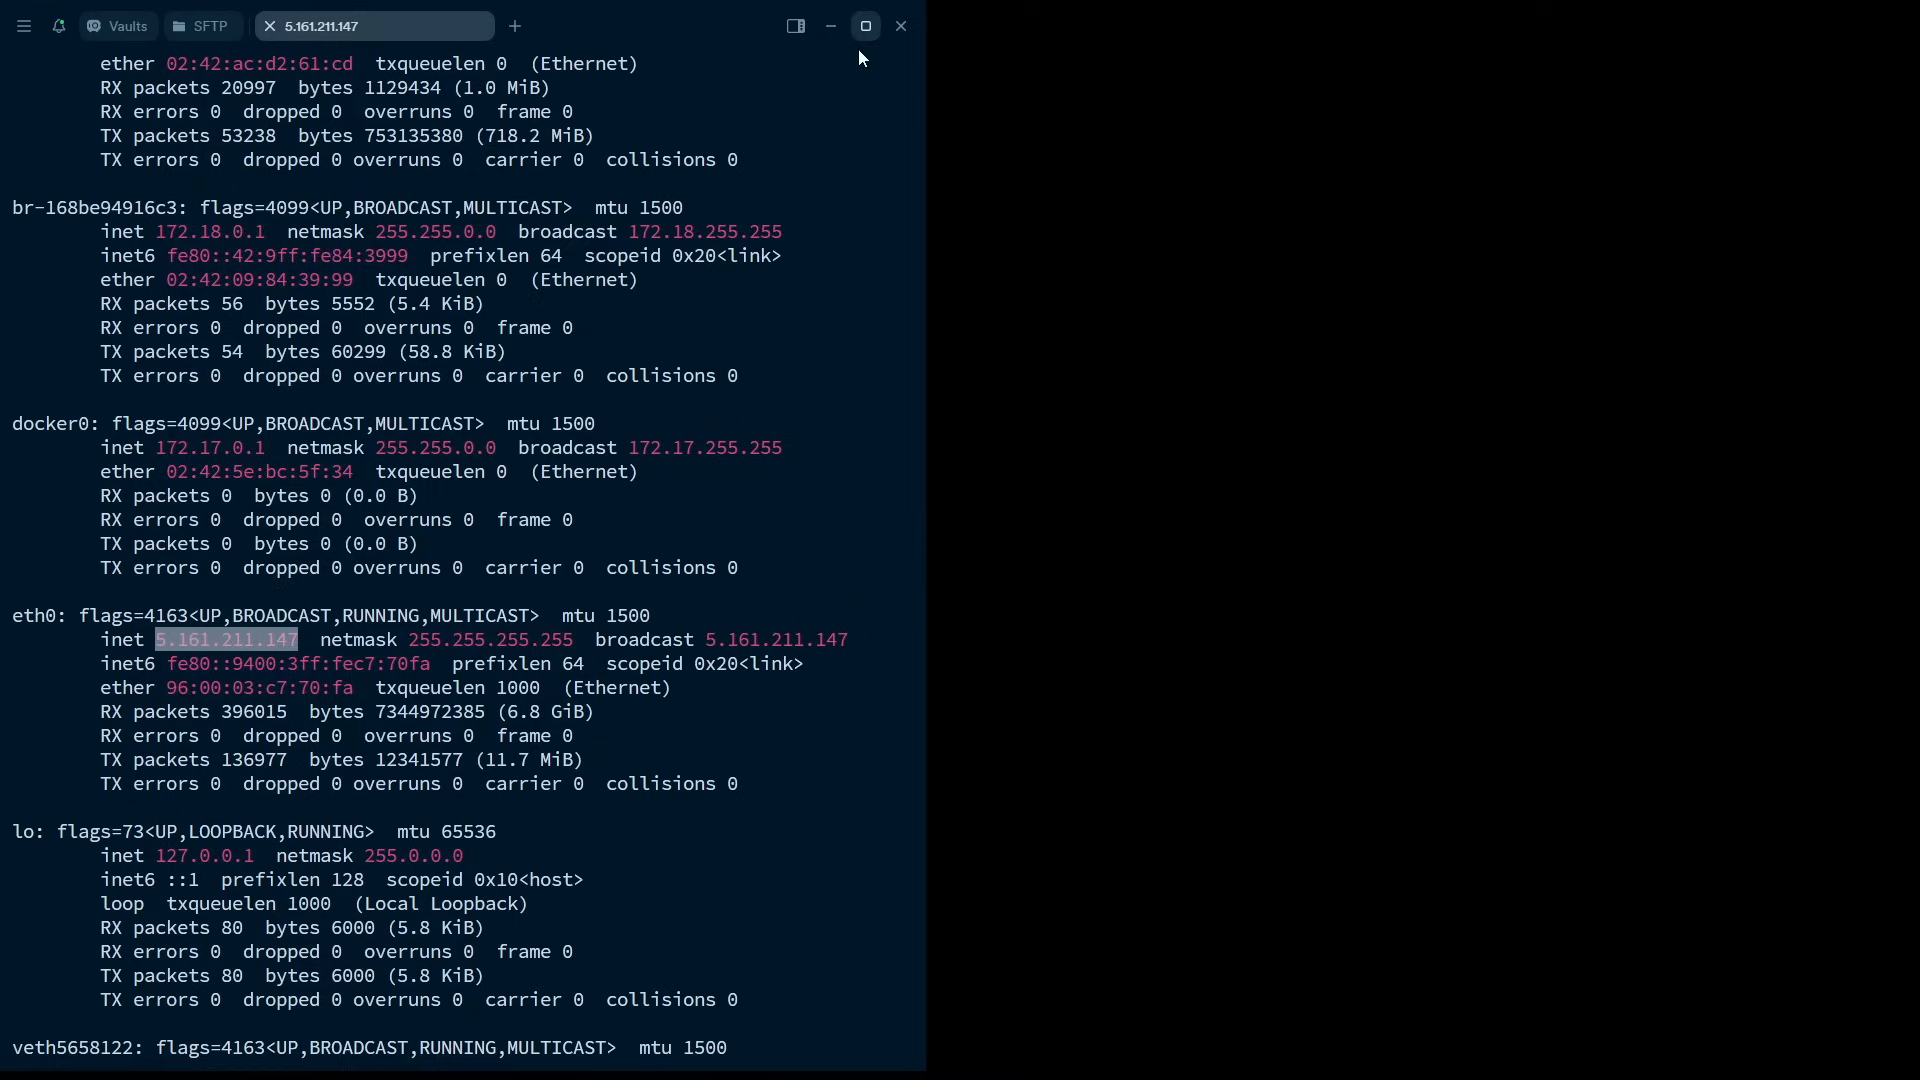 Vaults SFTP 5.161.211.147
ether 02:42:ac:d2:61:cd txqueuelen 0 (Ethernet)
RX packets 20997 bytes 1129434 (1.0 MiB)
RX errors 0 dropped 0 overruns 0 frame 0
TX packets 53238 bytes 753135380 (718.2 MiB)
TX errors 0 dropped 0 overruns 0 carrier 0 collisions 0
br-168be94916c3: flags=4099<UP,BROADCAST,MULTICAST> mtu 1500
inet 172.18.0.1 netmask 255.255.0.0 broadcast 172.18.255.255
inet6 fe80::42:9ff:fe84:3999 prefixlen 64 scopeid 0x20<link>
ether 02:42:09:84:39:99 txqueuelen 0 (Ethernet)
RX packets 56 bytes 5552 (5.4 KiB)
RX errors 0 dropped 0 overruns 0 frame 0
TX packets 54 bytes 60299 (58.8 KiB)
TX errors 0 dropped 0 overruns 0 carrier 0 collisions 0
docker0: flags=4099<UP,BROADCAST,MULTICAST> mtu 1500
inet 172.17.0.1 netmask 255.255.0.0 broadcast 172.17.255.255
ether 02:42:5e:bc:5f:34 txqueuelen 0 (Ethernet)
RX packets 0 bytes 0 (0.0 B)
RX errors 0 dropped 0 overruns 0 frame 0
TX packets 0 bytes 0 (0.0 B)
TX errors 0 dropped 0 overruns 0 carrier 0 collisions 0
eth0: flags=4163<UP,BROADCAST,RUNNING,MULTICAST> mtu 1500
inet 5.161.211.147 netmask 255.255.255.255 broadcast 5.161.211.147
inet6 fe80::9400:3ff:fec7:70fa prefixlen 64 scopeid 0x20<link>
ether 96:00:03:c7:70:fa txqueuelen 1000 (Ethernet)
RX packets 396015 bytes 7344972385 (6.8 GiB)
RX errors 0 dropped 0 overruns 0 frame 0
TX packets 136977 bytes 12341577 (11.7 MiB)
TX errors 0 dropped 0 overruns 0 carrier 0 collisions 0
lo: flags=73<UP,LOOPBACK,RUNNING> mtu 65536
inet 127.0.0.1 netmask 255.0.0.0
inet6 ::1 prefixlen 128 scopeid 0x10<host>
loop txqueuelen 1000 (Local Loopback)
RX packets 80 bytes 6000 (5.8 KiB)
RX errors 0 dropped 0 overruns 0 frame 0
TX packets 80 bytes 6000 (5.8 KiB)
TX errors 0 dropped 0 overruns 0 carrier 0 collisions 0
veth5658122: flags=4163<UP,BROADCAST,RUNNING,MULTICAST> mtu 1500